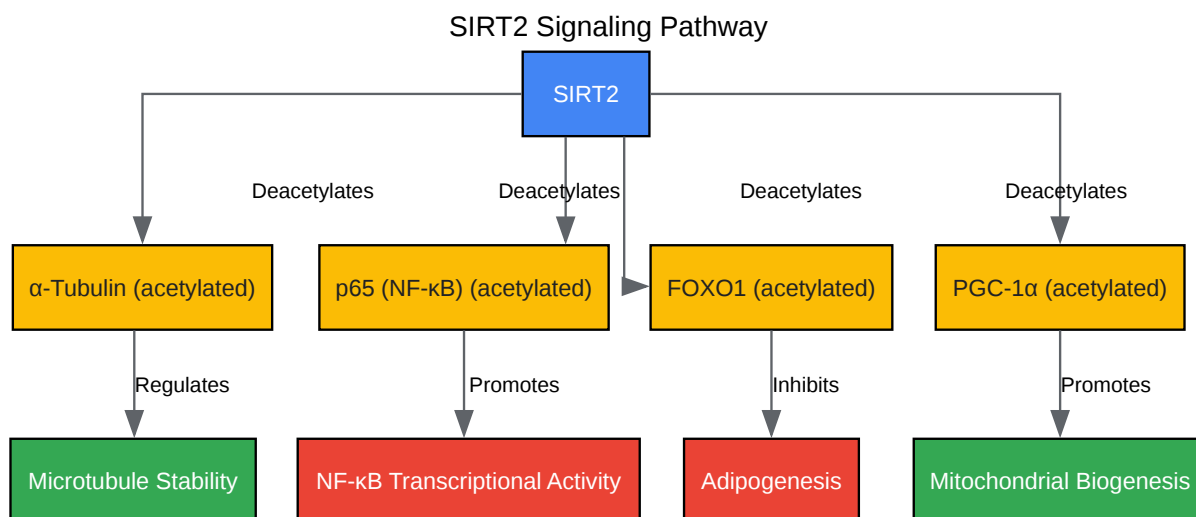 SIRT2 Signaling Pathway
SIRT2
Deacetylates
Deacetylates
Deacetylates
Deacetylates
α-Tubulin (acetylated)
p65 (NF-κB) (acetylated)
FOXO1 (acetylated)
PGC-1α (acetylated)
Regulates
Promotes
Inhibits
Promotes
Microtubule Stability
NF-κB Transcriptional Activity
Adipogenesis
Mitochondrial Biogenesis